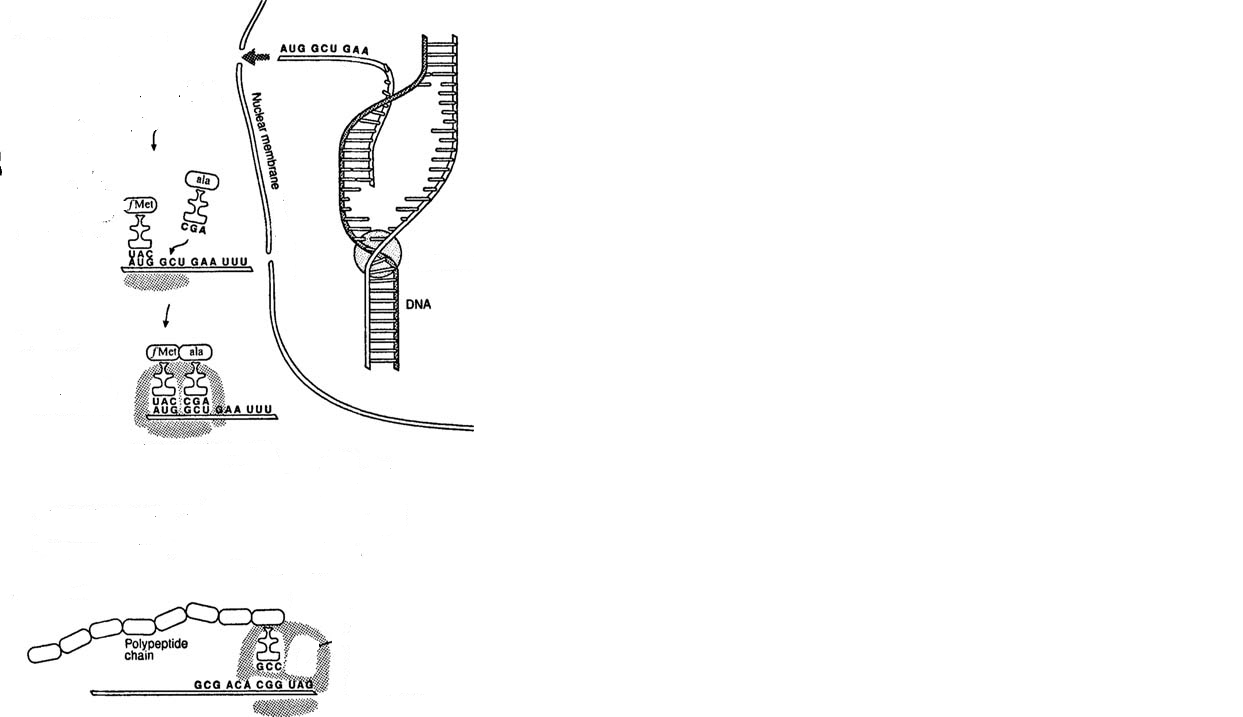 AUG GCU GAA
Nuclear membrane
ala
fMet
CGA
UAC
AUG GCU GAA UUU
DNA
fMet ala
UAC CGA
AUG GCU GAA UUU
Polypeptide
chain
GCC
GCG ACA CGG UAG